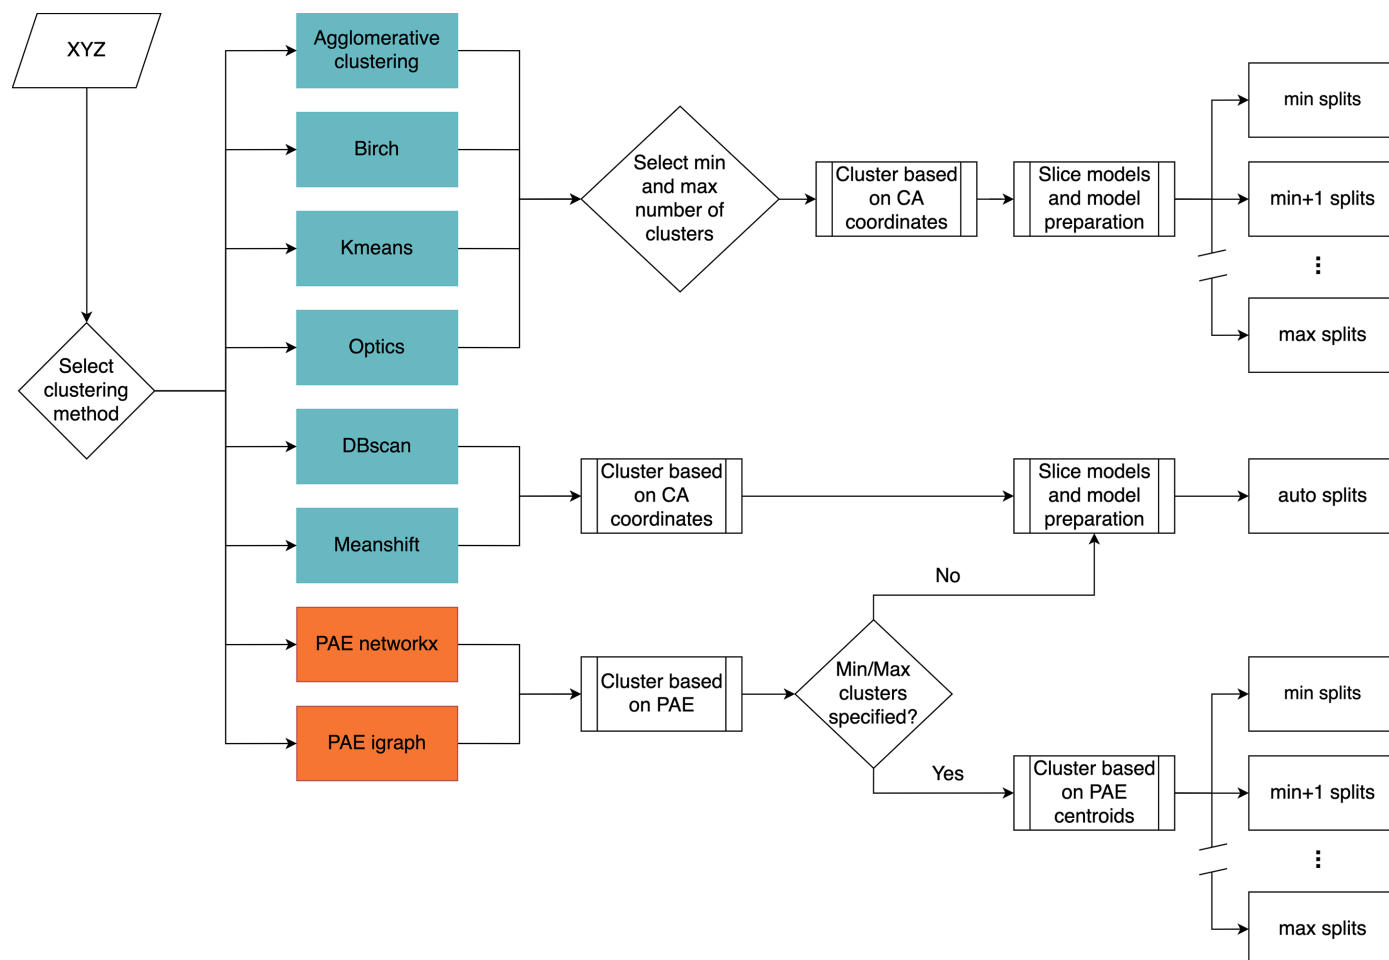 XYZ
Select
clustering
method
Agglomerative
clustering
Birch
Kmeans
Optics
DBscan
Meanshift
PAE networkx
PAE igraph
Select min
and max
number of
clusters
Cluster based
on CA
coordinates
Slice models
and model
preparation
min splits
min+1 splits
⋮
max splits
Cluster based
on CA
coordinates
Slice models
and model
preparation
auto splits
Cluster based
on PAE
Min/Max
clusters
specified?
No
Yes
Cluster based
on PAE
centroids
min splits
min+1 splits
⋮
max splits